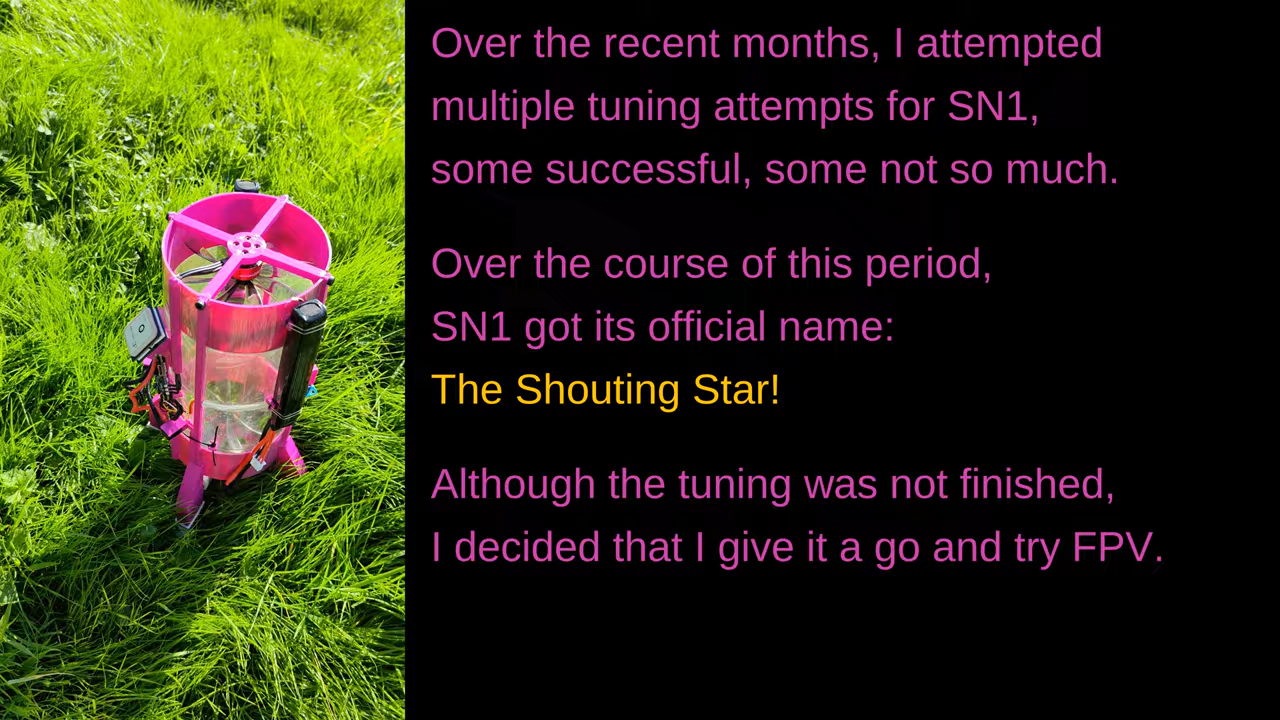 Over the recent months, I attempted
multiple tuning attempts for SN1,
some successful, some not so much.
Over the course of this period,
SN1 got its official name:
The Shouting Star!
Although the tuning was not finished,
I decided that I give it a go and try FPV.